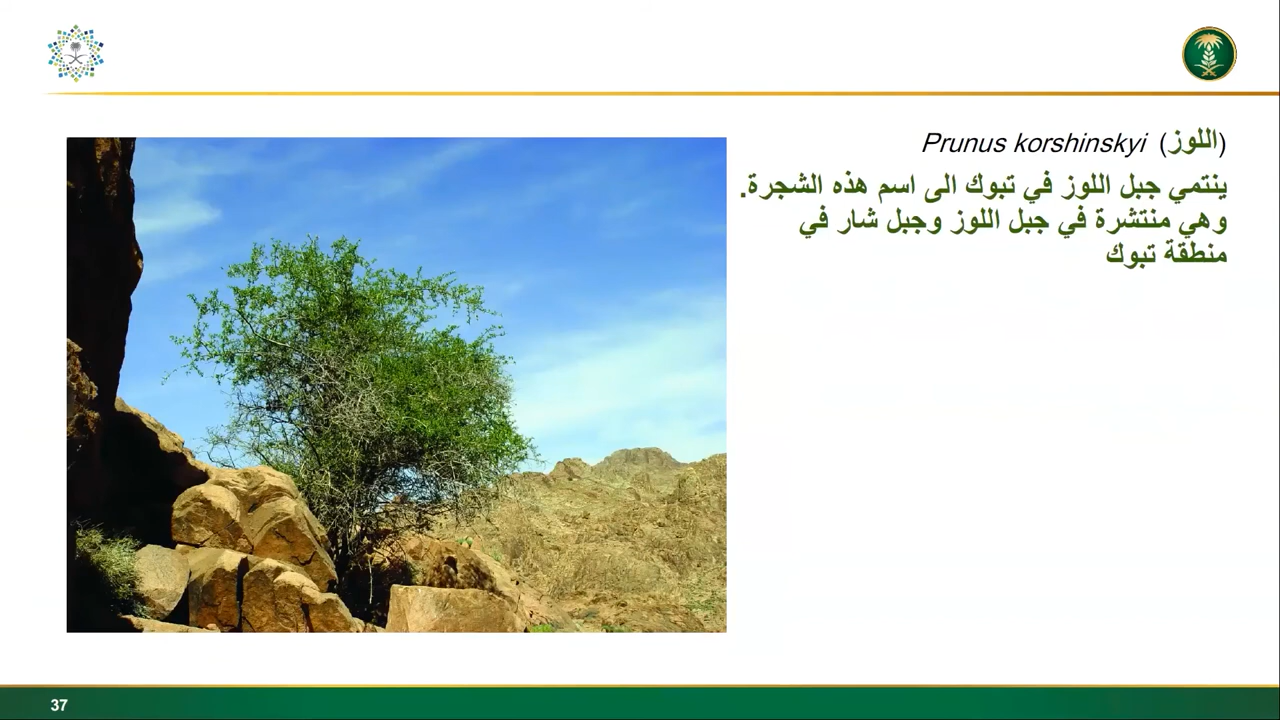 (اللوز) Prunus korshinskyi
ينتمي جبل اللوز في تبوك الى اسم هذه الشجرة.
وهي منتشرة في جبل اللوز وجبل شار في
منطقة تبوك
37